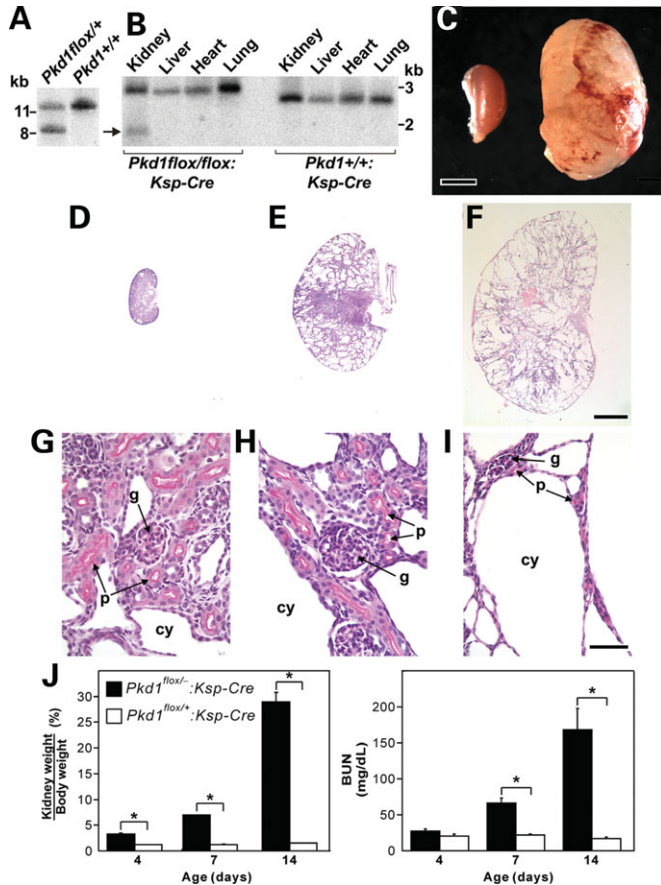 A
B
C
Pkd1flox/+
Pkd1+/+
Kidney
Liver
Heart
Lung
Kidney
Liver
Heart
Lung
kb
11-
8-
kb
-3
-2
Pkd1flox/flox:
Ksp-Cre
Pkd1+/+:
Ksp-Cre
D
E
F
G
H
I
g
p
cy
p
g
cy
g
p
cy
J
Kidney weight
Body weight
(%)
30
25
20
15
10
5
0
Pkd1flox/–:Ksp-Cre
Pkd1flox/+:Ksp-Cre
*
*
*
4
7
14
Age (days)
BUN
(mg/dL)
200
150
100
50
0
*
*
4
7
14
Age (days)